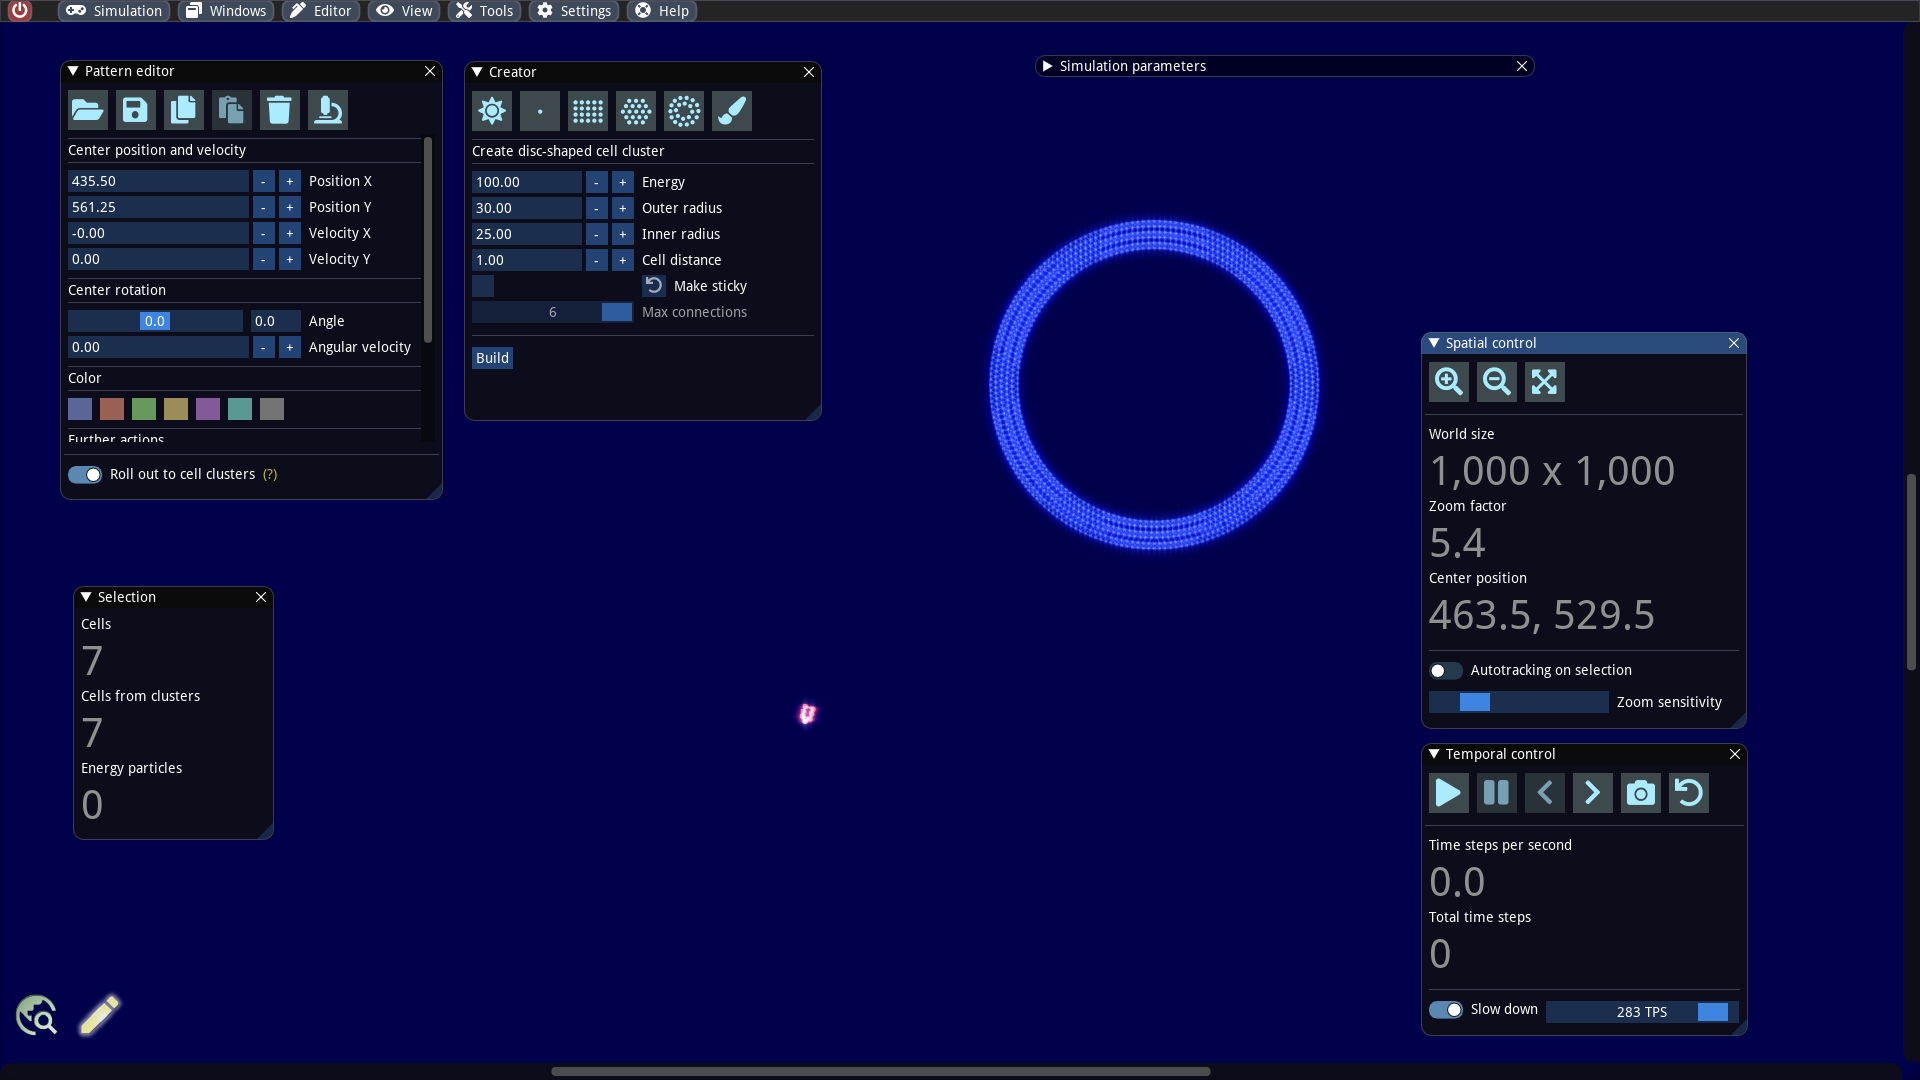 Simulation Windows Editor View Tools Settings Help
Pattern editor
Center position and velocity
435.50 - + Position X
561.25 - + Position Y
-0.00 - + Velocity X
0.00 - + Velocity Y
Center rotation
0.0 0.0 Angle
0.00 - + Angular velocity
Color
Further actions
Roll out to cell clusters (?)
Creator
Create disc-shaped cell cluster
100.00 - + Energy
30.00 - + Outer radius
25.00 - + Inner radius
1.00 - + Cell distance
Make sticky
6 Max connections
Build
Simulation parameters
Selection
Cells
7
Cells from clusters
7
Energy particles
0
Spatial control
World size
1,000 x 1,000
Zoom factor
5.4
Center position
463.5, 529.5
Autotracking on selection
Zoom sensitivity
Temporal control
Time steps per second
0.0
Total time steps
0
Slow down 283 TPS